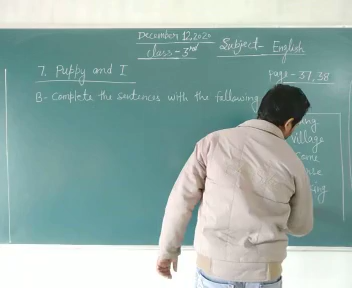 December 12, 2020
Class - 3rd Subject - English
Page - 37, 38
7. Puppy and I
B - Complete the sentences with the following
Village